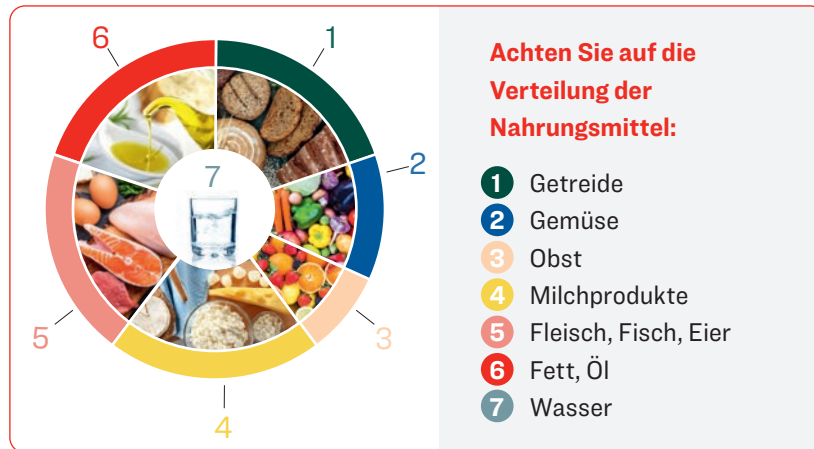 6
1
7
2
5
3
4
Achten Sie auf die
Verteilung der
Nahrungsmittel:
1 Getreide
2 Gemüse
3 Obst
4 Milchprodukte
5 Fleisch, Fisch, Eier
6 Fett, Öl
7 Wasser